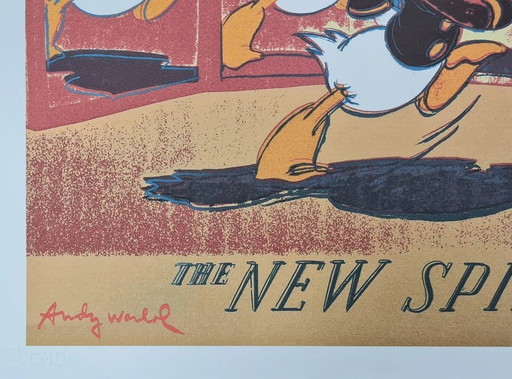 THE NEW SPI
Andy Warhol